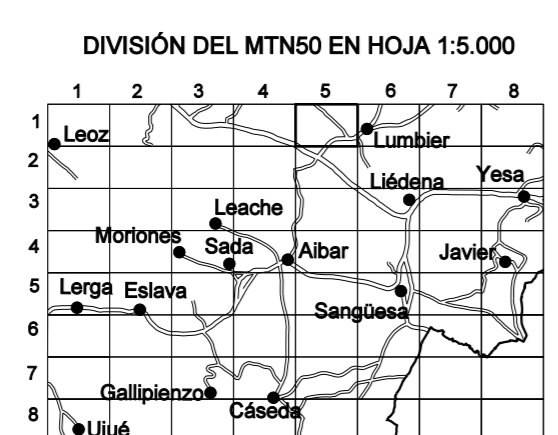 DIVISIÓN DEL MTN50 EN HOJA 1:5.000
1 2 3 4 5 6 7 8
1
Leoz
Lumbier
2
Liédena
Yesa
3
Leache
Moriones
Sada
Aibar
Javier
4
5
Lerga
Eslava
Sangüesa
6
7
Gallipienzo
Cáseda
8
Ujué